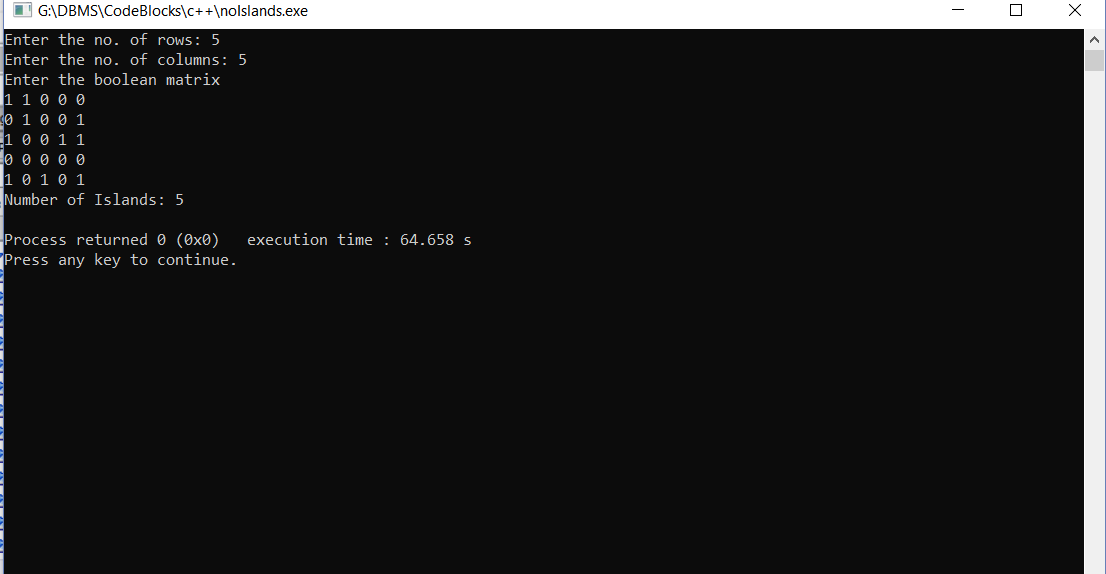 G:\DBMS\CodeBlocks\c++\noIslands.exe
Enter the no. of rows: 5
Enter the no. of columns: 5
Enter the boolean matrix
1 1 0 0 0
0 1 0 0 1
1 0 0 1 1
0 0 0 0 0
1 0 1 0 1
Number of Islands: 5
Process returned 0 (0x0)   execution time : 64.658 s
Press any key to continue.